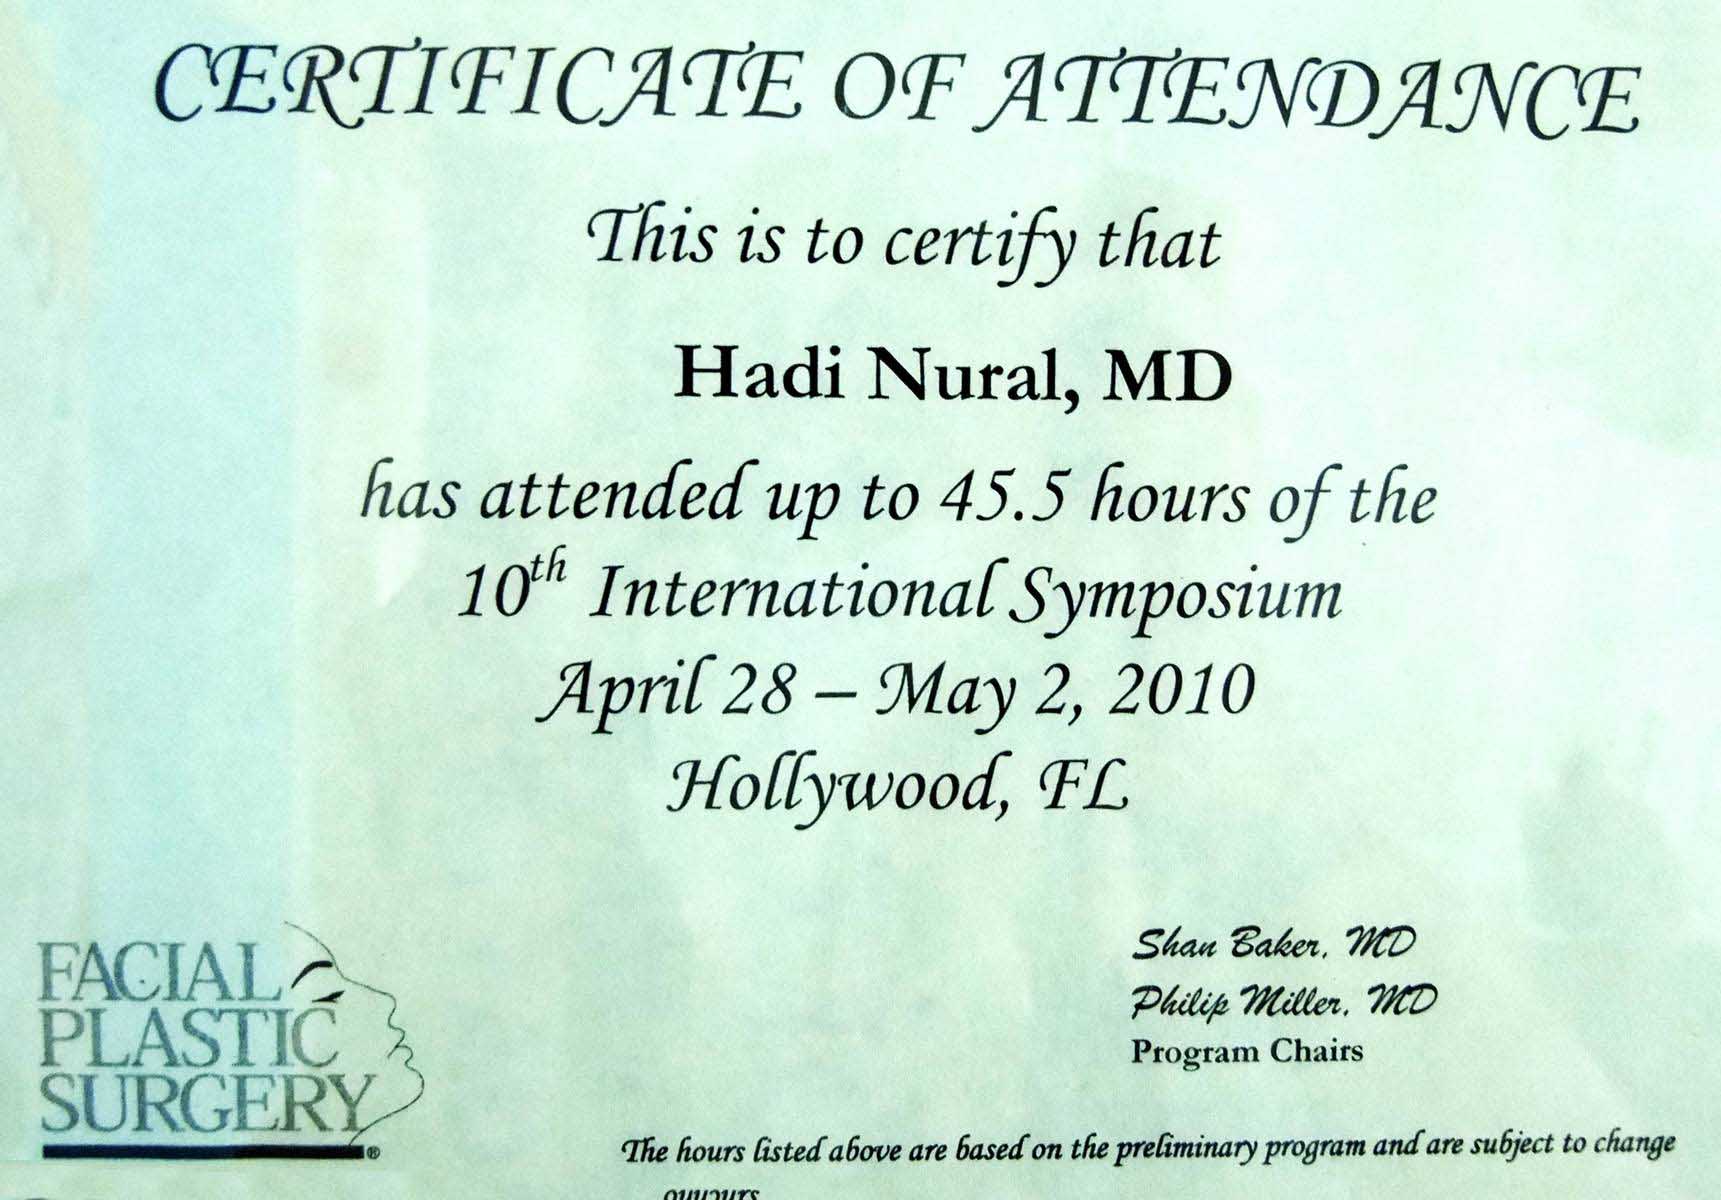 CERTIFICATE OF ATTENDANCE
This is to certify that
Hadi Nural, MD
has attended up to 45.5 hours of the
10th International Symposium
April 28 – May 2, 2010
Hollywood, FL
Shan Baker, MD
Philip Miller, MD
Program Chairs
FACIAL
PLASTIC
SURGERY®
The hours listed above are based on the preliminary program and are subject to change